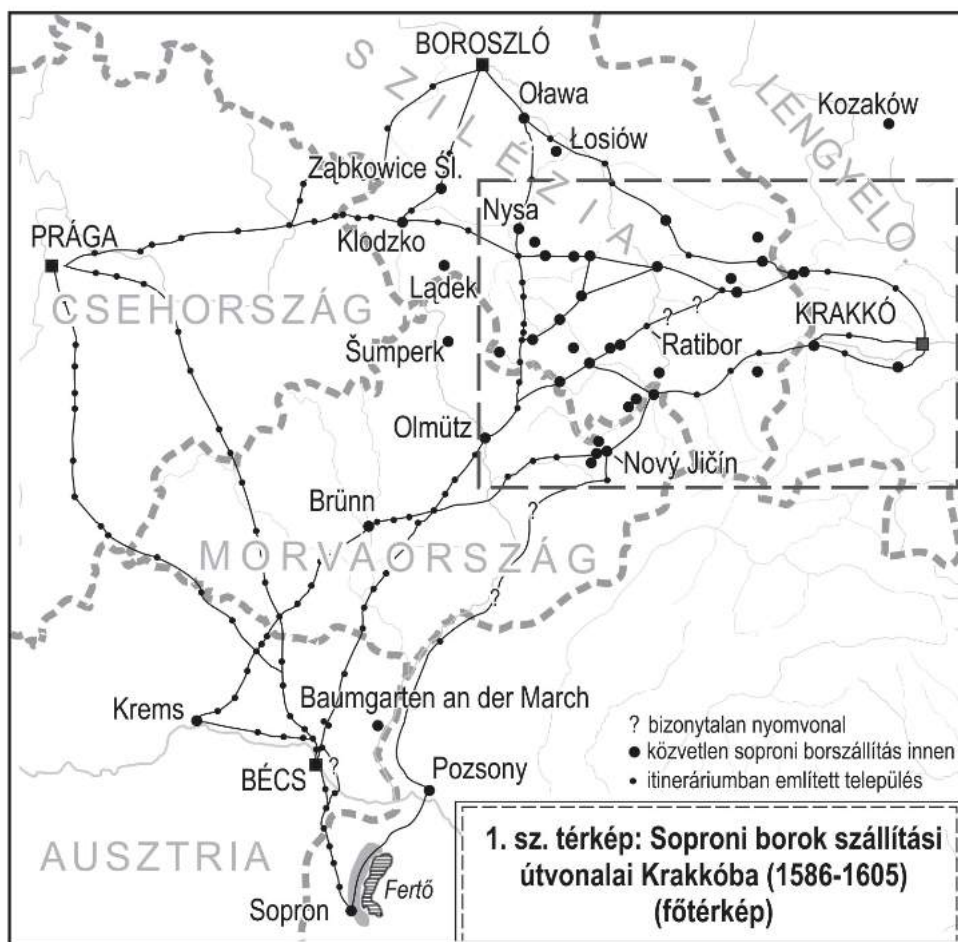 BOROSZLÓ
SZILÉZIA
Oława
LENGYELO.
Kozaków
Łosiów
Ząbkowice Śl.
Nysa
PRÁGA
Klodzko
Lądek
CSEHORSZÁG
KRAKKÓ
? ?
Ratibor
Šumperk
Olmütz
Nový Jičín
Brünn
?
MORVAORSZÁG
?
Baumgarten an der March
Krems
? bizonytalan nyomvonal
● közvetlen soproni borszállítás innen
• itineráriumban említett település
BÉCS
?
Pozsony
AUSZTRIA
Fertő
Sopron
1. sz. térkép: Soproni borok szállítási
útvonalai Krakkóba (1586-1605)
(főtérkép)